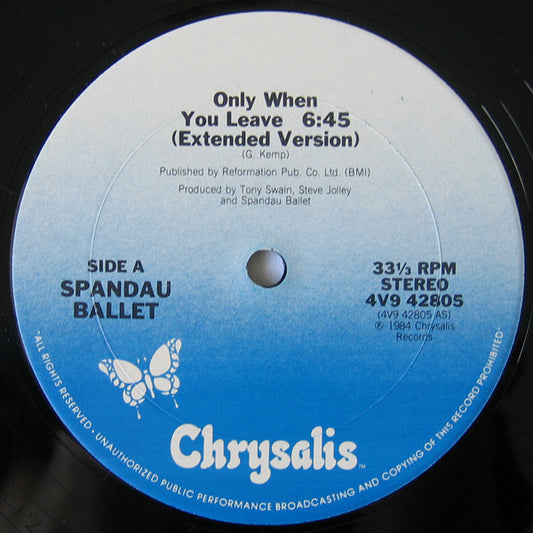 Only When
You Leave 6:45
(Extended Version)
(G. Kemp)
Published by Reformation Pub. Co. Ltd. (BMI)
Produced by Tony Swain, Steve Jolley
and Spandau Ballet
SIDE A
SPANDAU
BALLET
33⅓ RPM
STEREO
4V9 42805
(4V9 42805 AS)
℗ 1984 Chrysalis
Records
Chrysalis™
"ALL RIGHTS RESERVED · UNAUTHORIZED PUBLIC PERFORMANCE BROADCASTING AND COPYING OF THIS RECORD PROHIBITED"